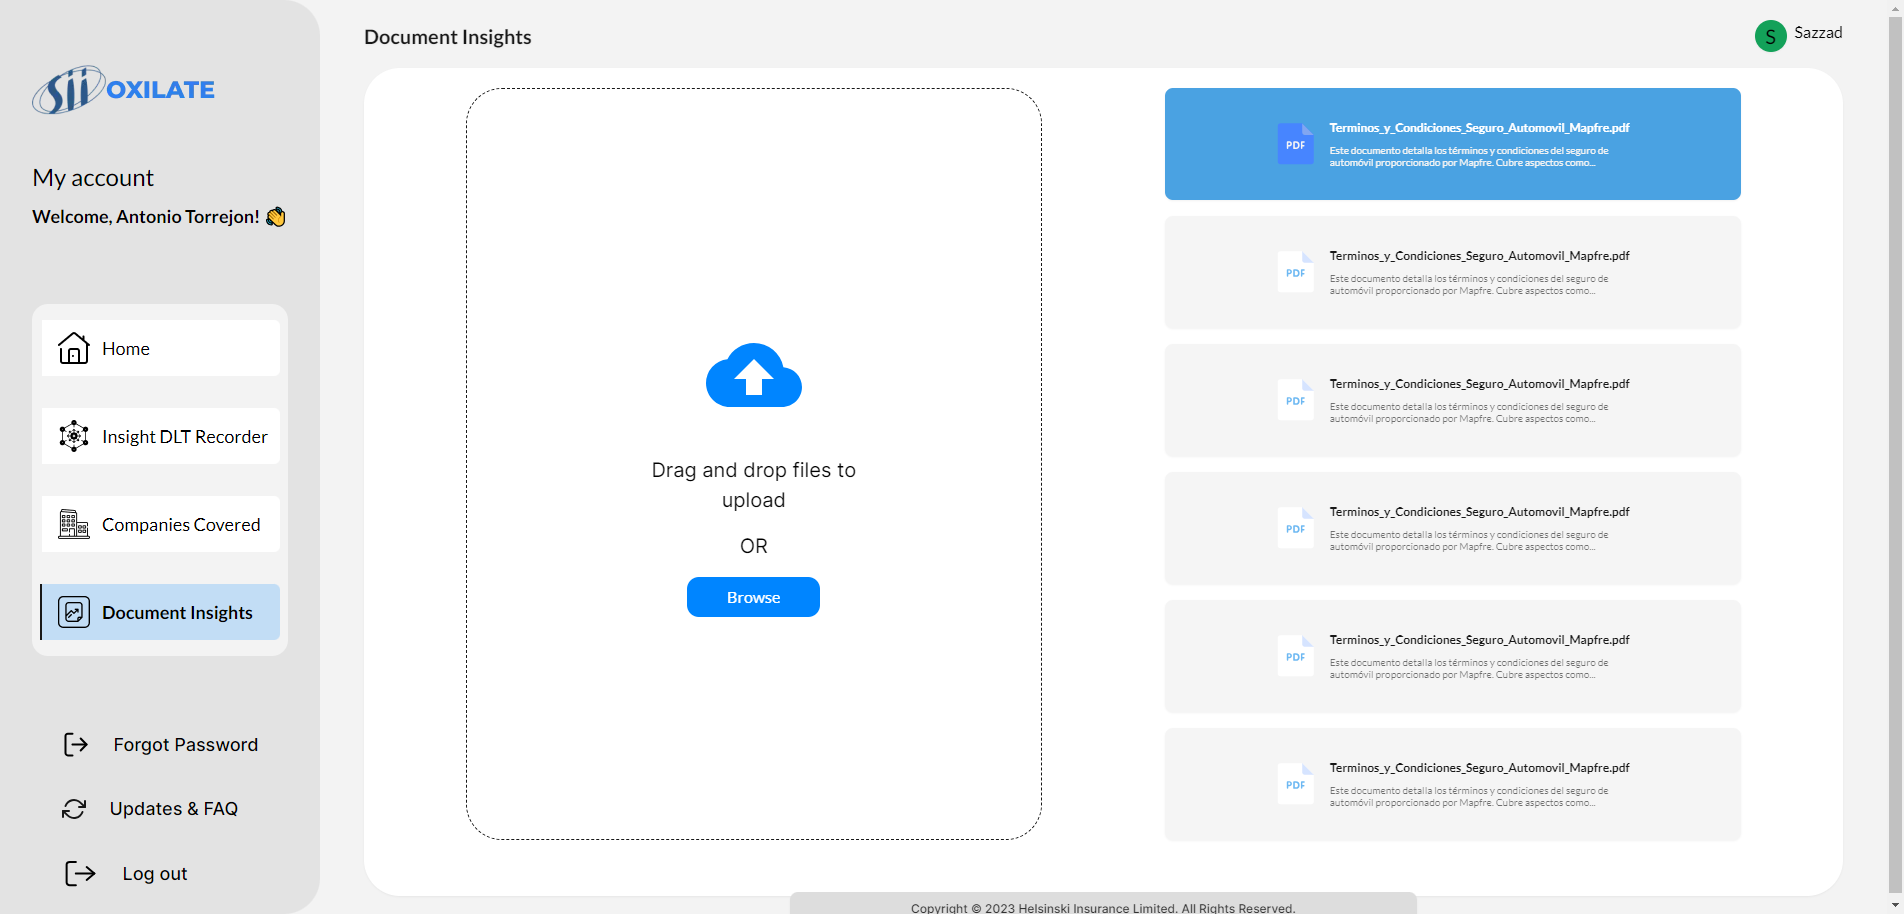 Sii OXILATE
My account
Welcome, Antonio Torrejon! 👋
Home
Insight DLT Recorder
Companies Covered
Document Insights
Forgot Password
Updates & FAQ
Log out
Document Insights
S Sazzad
Drag and drop files to
upload
OR
Browse
PDF
Terminos_y_Condiciones_Seguro_Automovil_Mapfre.pdf
Este documento detalla los términos y condiciones del seguro de
automóvil proporcionado por Mapfre. Cubre aspectos como...
PDF
Terminos_y_Condiciones_Seguro_Automovil_Mapfre.pdf
Este documento detalla los términos y condiciones del seguro de
automóvil proporcionado por Mapfre. Cubre aspectos como...
PDF
Terminos_y_Condiciones_Seguro_Automovil_Mapfre.pdf
Este documento detalla los términos y condiciones del seguro de
automóvil proporcionado por Mapfre. Cubre aspectos como...
PDF
Terminos_y_Condiciones_Seguro_Automovil_Mapfre.pdf
Este documento detalla los términos y condiciones del seguro de
automóvil proporcionado por Mapfre. Cubre aspectos como...
PDF
Terminos_y_Condiciones_Seguro_Automovil_Mapfre.pdf
Este documento detalla los términos y condiciones del seguro de
automóvil proporcionado por Mapfre. Cubre aspectos como...
PDF
Terminos_y_Condiciones_Seguro_Automovil_Mapfre.pdf
Este documento detalla los términos y condiciones del seguro de
automóvil proporcionado por Mapfre. Cubre aspectos como...
Copyright © 2023 Helsinski Insurance Limited. All Rights Reserved.